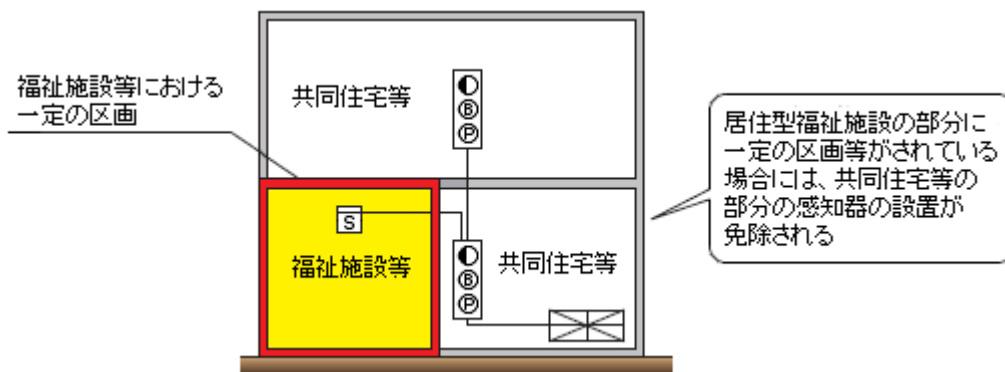 福祉施設等における
一定の区画
共同住宅等
B
P
居住型福祉施設の部分に
一定の区画等がされている
場合には、共同住宅等の
部分の感知器の設置が
免除される
S
福祉施設等
B
P
共同住宅等